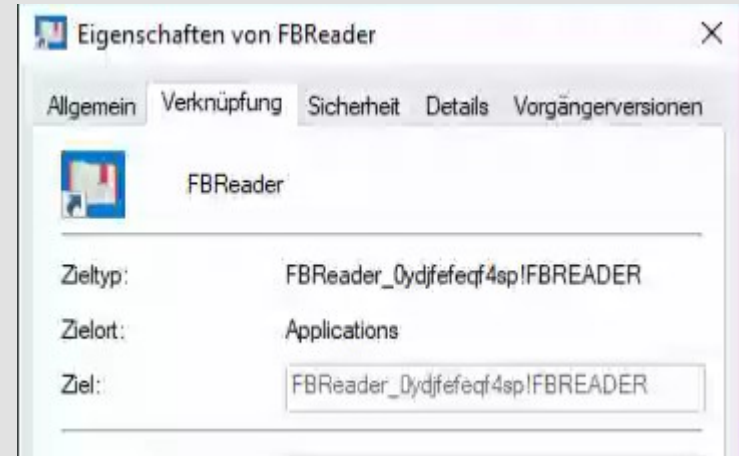 Eigenschaften von FBReader
Allgemein Verknüpfung Sicherheit Details Vorgängerversionen
FBReader
Zieltyp: FBReader_0ydjfefeqf4sp!FBREADER
Zielort: Applications
Ziel: FBReader_0ydjfefeqf4sp!FBREADER